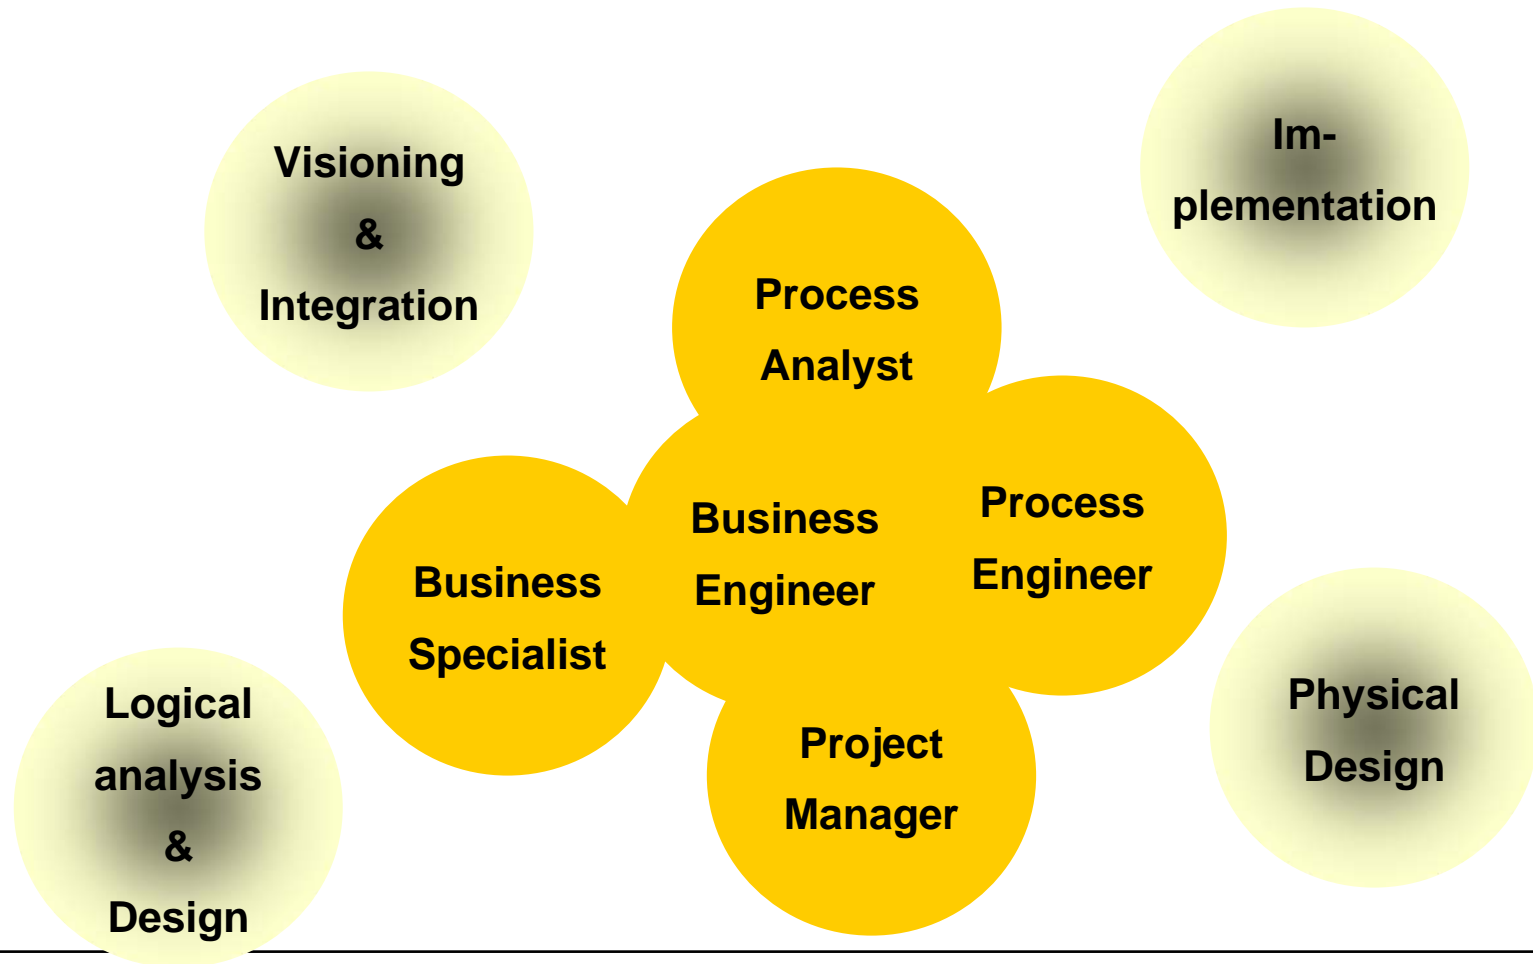 Visioning
&
Integration
Im-
plementation
Process
Analyst
Business
Engineer
Process
Engineer
Business
Specialist
Project
Manager
Logical
analysis
&
Design
Physical
Design